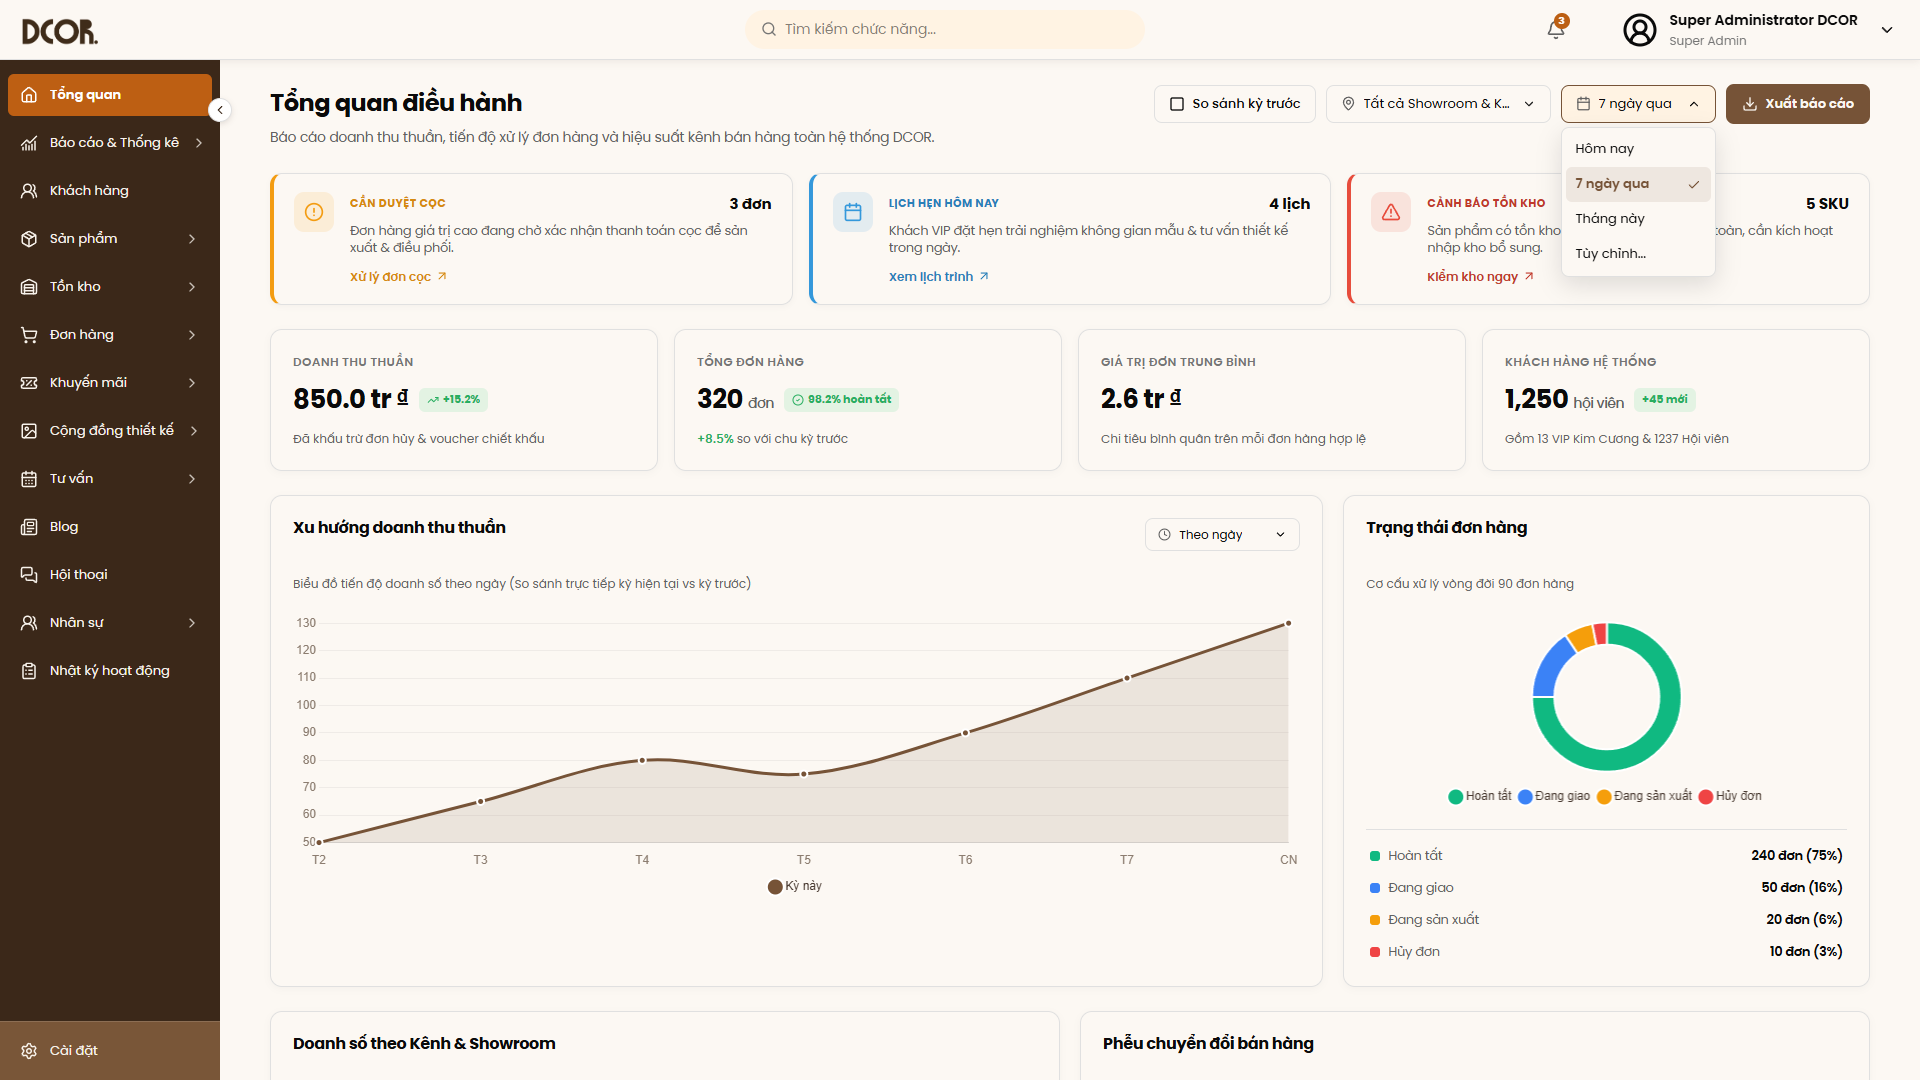 DCOR.
Tìm kiếm chức năng...
3
Super Administrator DCOR
Super Admin
Tổng quan
Báo cáo & Thống kê
Khách hàng
Sản phẩm
Tồn kho
Đơn hàng
Khuyến mãi
Cộng đồng thiết kế
Tư vấn
Blog
Hội thoại
Nhân sự
Nhật ký hoạt động
Cài đặt
Tổng quan điều hành
Báo cáo doanh thu thuần, tiến độ xử lý đơn hàng và hiệu suất kênh bán hàng toàn hệ thống DCOR.
So sánh kỳ trước
Tất cả Showroom & K...
7 ngày qua
Xuất báo cáo
Hôm nay
7 ngày qua
Tháng này
Tùy chỉnh...
CẦN DUYỆT CỌC
3 đơn
Đơn hàng giá trị cao đang chờ xác nhận thanh toán cọc để sản
xuất & điều phối.
Xử lý đơn cọc
LỊCH HẸN HÔM NAY
4 lịch
Khách VIP đặt hẹn trải nghiệm không gian mẫu & tư vấn thiết kế
trong ngày.
Xem lịch trình
CẢNH BÁO TỒN KHO
5 SKU
Sản phẩm có tồn kho toàn, cần kích hoạt
nhập kho bổ sung.
Kiểm kho ngay
DOANH THU THUẦN
850.0 tr ₫
+15.2%
Đã khấu trừ đơn hủy & voucher chiết khấu
TỔNG ĐƠN HÀNG
320 đơn
98.2% hoàn tất
+8.5% so với chu kỳ trước
GIÁ TRỊ ĐƠN TRUNG BÌNH
2.6 tr ₫
Chi tiêu bình quân trên mỗi đơn hàng hợp lệ
KHÁCH HÀNG HỆ THỐNG
1,250 hội viên
+45 mới
Gồm 13 VIP Kim Cương & 1237 Hội viên
Xu hướng doanh thu thuần
Theo ngày
Biểu đồ tiến độ doanh số theo ngày (So sánh trực tiếp kỳ hiện tại vs kỳ trước)
130
120
110
100
90
80
70
60
50
T2
T3
T4
T5
T6
T7
CN
Kỳ này
Trạng thái đơn hàng
Cơ cấu xử lý vòng đời 90 đơn hàng
Hoàn tất
Đang giao
Đang sản xuất
Hủy đơn
Hoàn tất
240 đơn (75%)
Đang giao
50 đơn (16%)
Đang sản xuất
20 đơn (6%)
Hủy đơn
10 đơn (3%)
Doanh số theo Kênh & Showroom
Phễu chuyển đổi bán hàng